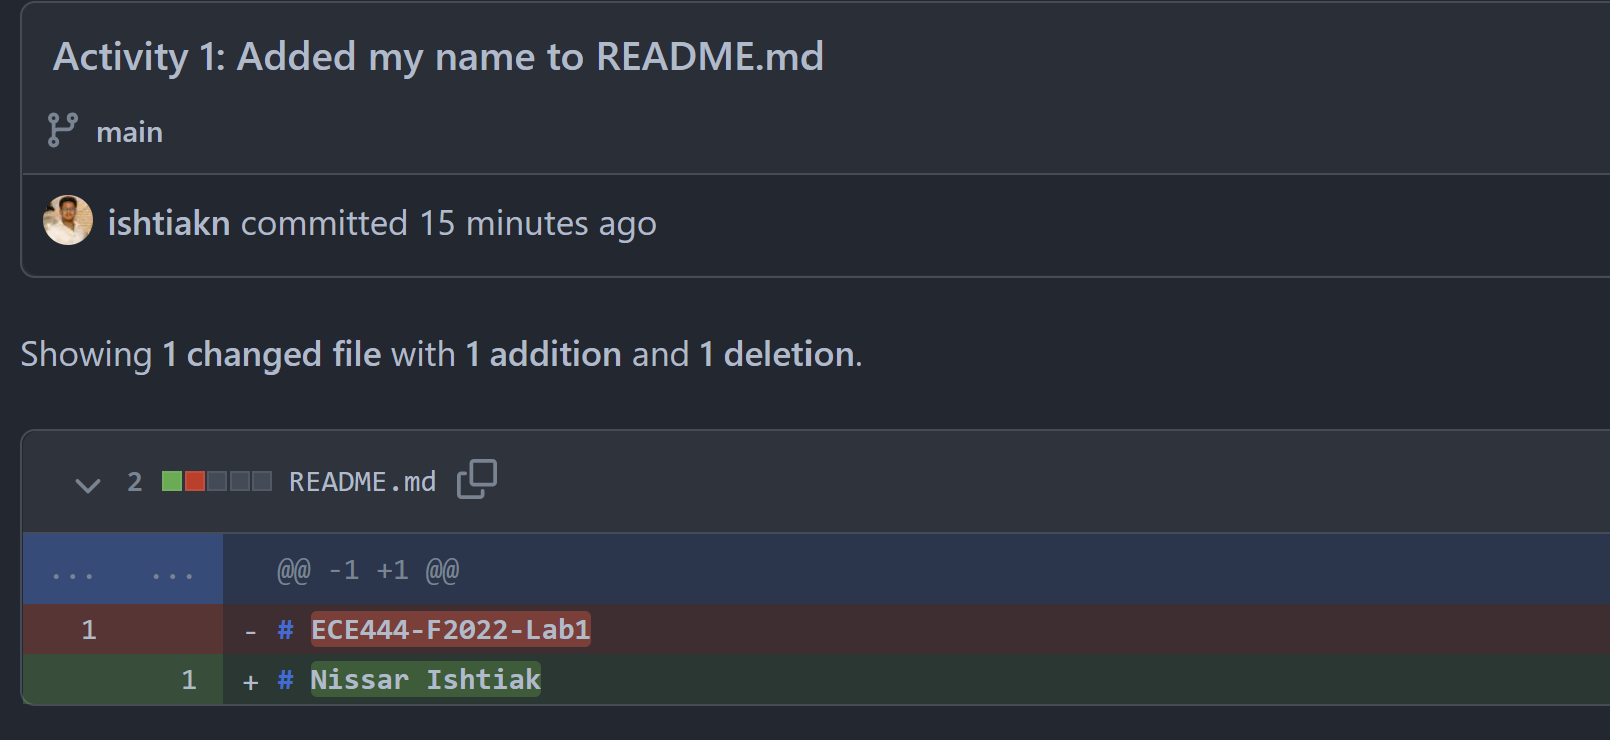 Activity 1: Added my name to README.md
main
ishtiakn committed 15 minutes ago
Showing 1 changed file with 1 addition and 1 deletion.
2 README.md
... ... @@ -1 +1 @@
1 - # ECE444-F2022-Lab1
1 + # Nissar Ishtiak